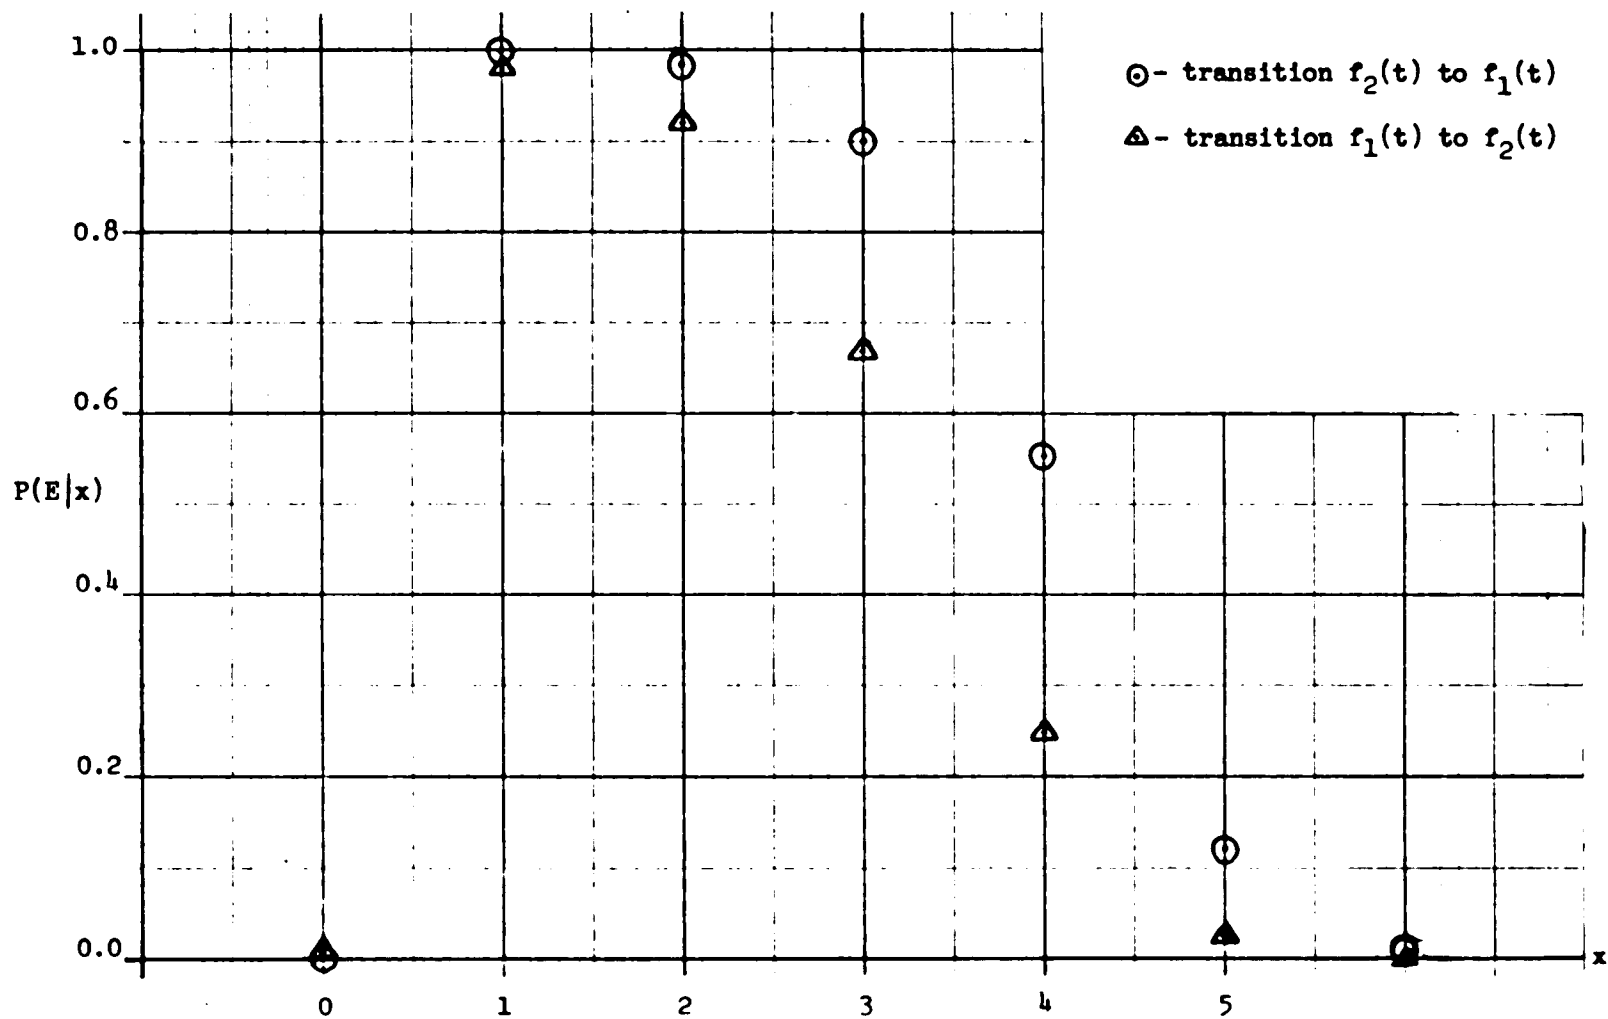 1.0
⊙- transition f₂(t) to f₁(t)
◬- transition f₁(t) to f₂(t)
0.8
0.6
P(E|x)
0.4
0.2
0.0
x
0 1 2 3 4 5